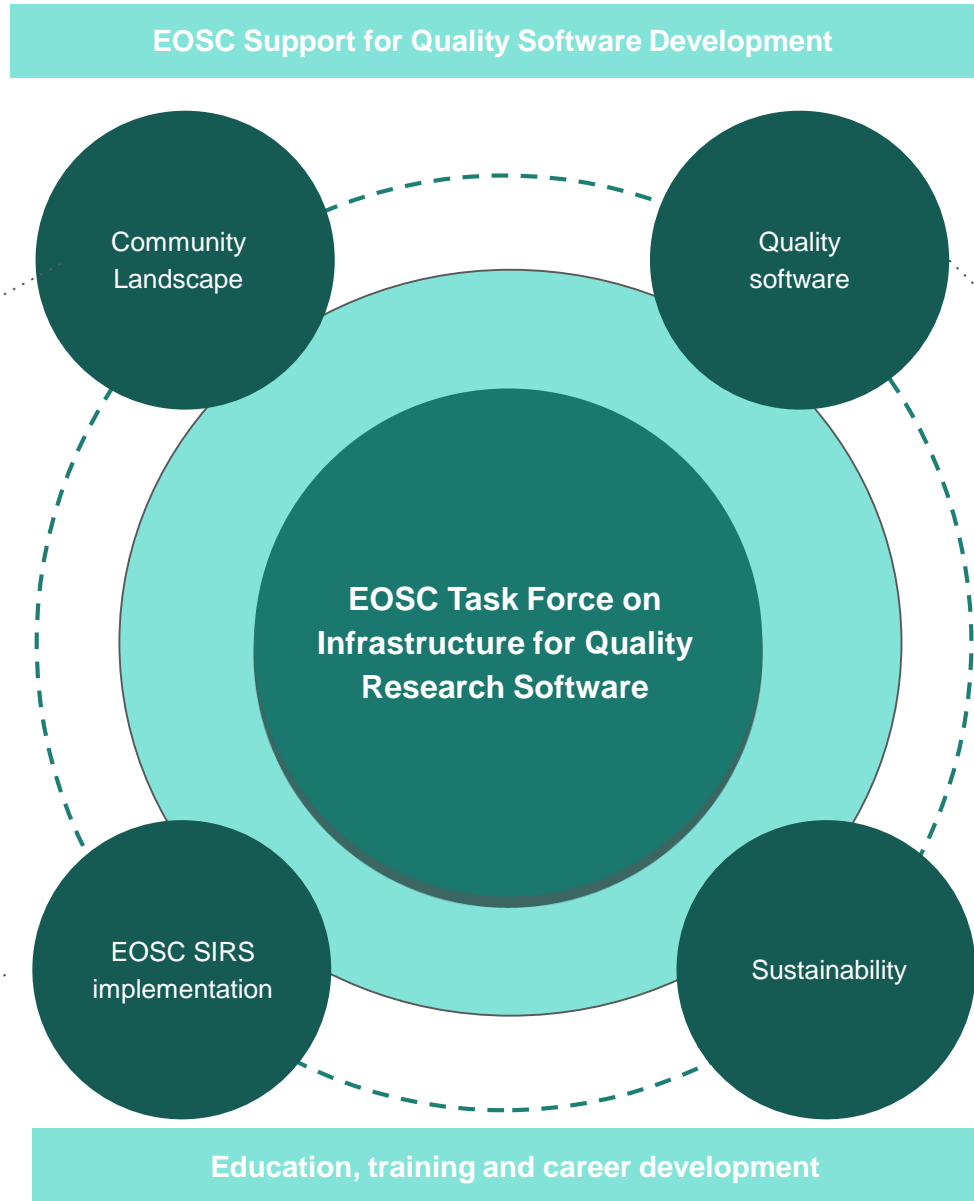 EOSC Support for Quality Software Development
Community
Landscape
Quality
software
EOSC Task Force on
Infrastructure for Quality
Research Software
EOSC SIRS
implementation
Sustainability
Education, training and career development